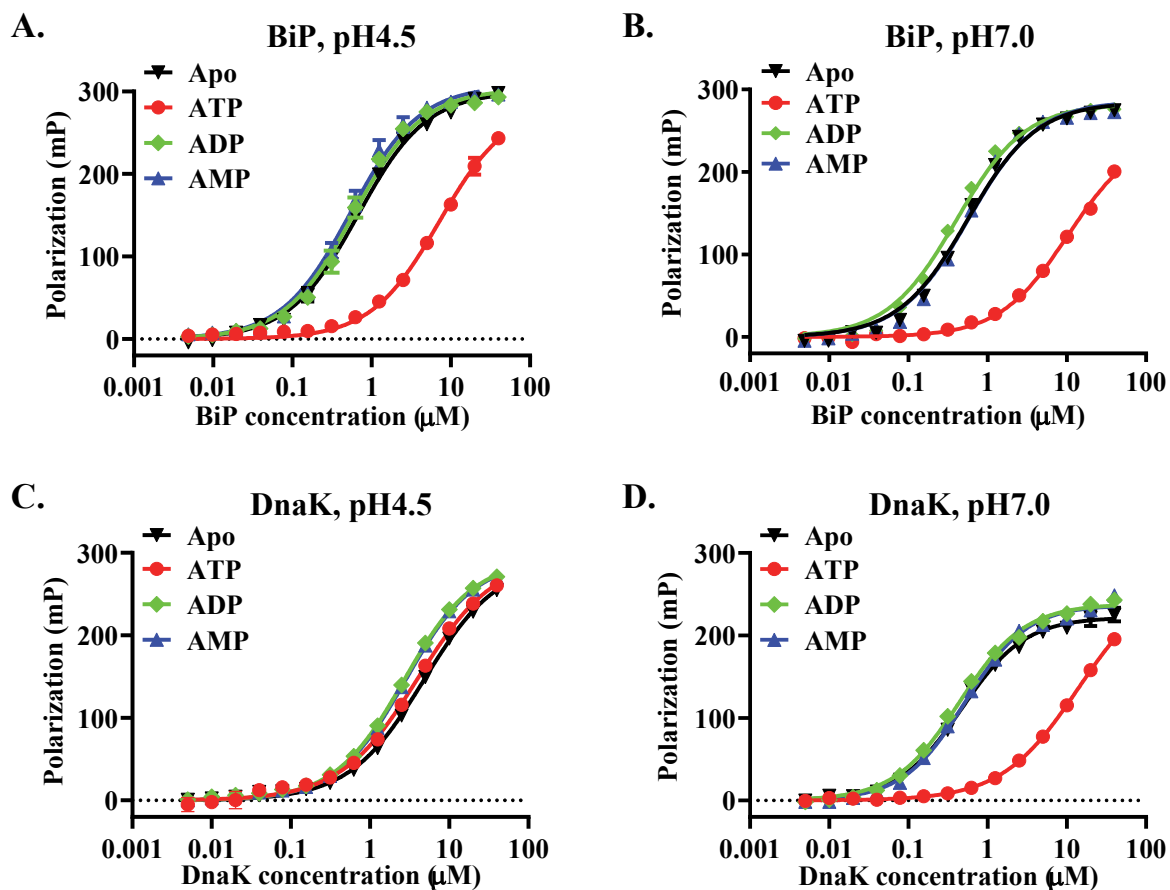 A.
BiP, pH4.5
Apo
ATP
ADP
AMP
Polarization (mP)
300
200
100
0
0.001
0.01
0.1
1
10
100
BiP concentration (μM)
B.
BiP, pH7.0
Apo
ATP
ADP
AMP
Polarization (mP)
300
200
100
0
0.001
0.01
0.1
1
10
100
BiP concentration (μM)
C.
DnaK, pH4.5
Apo
ATP
ADP
AMP
Polarization (mP)
300
200
100
0
0.001
0.01
0.1
1
10
100
DnaK concentration (μM)
D.
DnaK, pH7.0
Apo
ATP
ADP
AMP
Polarization (mP)
300
200
100
0
0.001
0.01
0.1
1
10
100
DnaK concentration (μM)